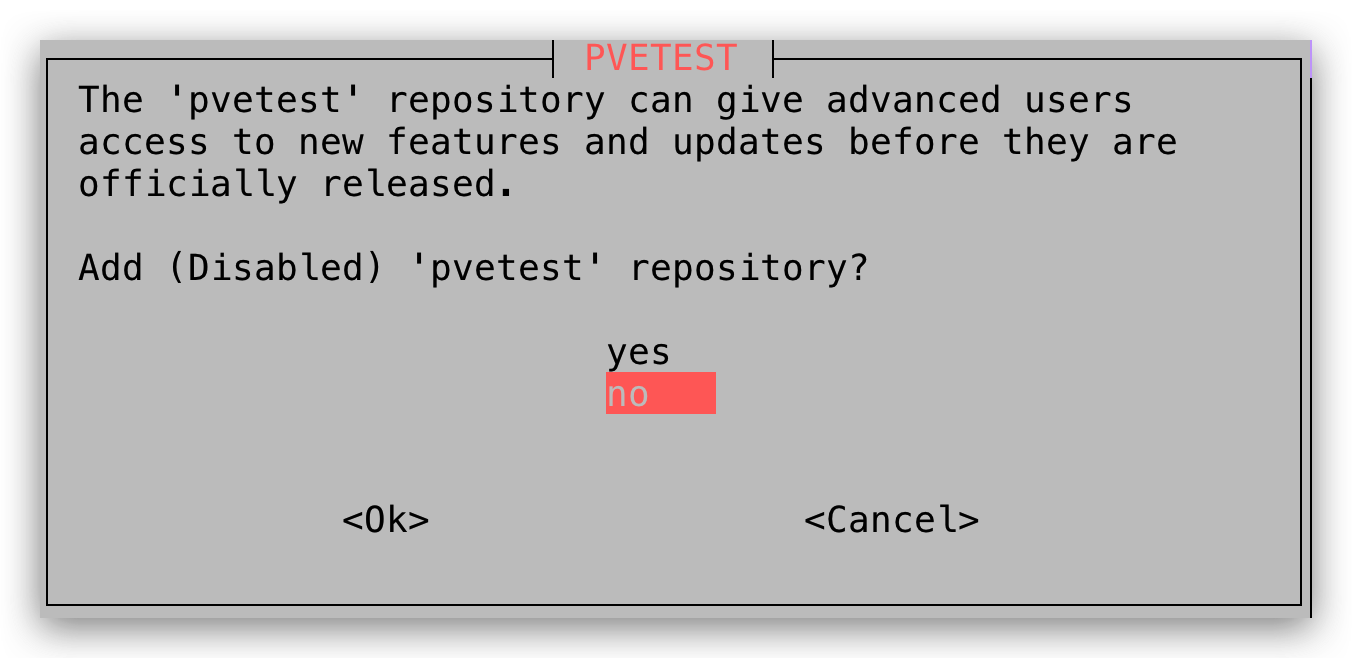 PVETEST
The 'pvetest' repository can give advanced users
access to new features and updates before they are
officially released.
Add (Disabled) 'pvetest' repository?
yes
no
<Ok> <Cancel>